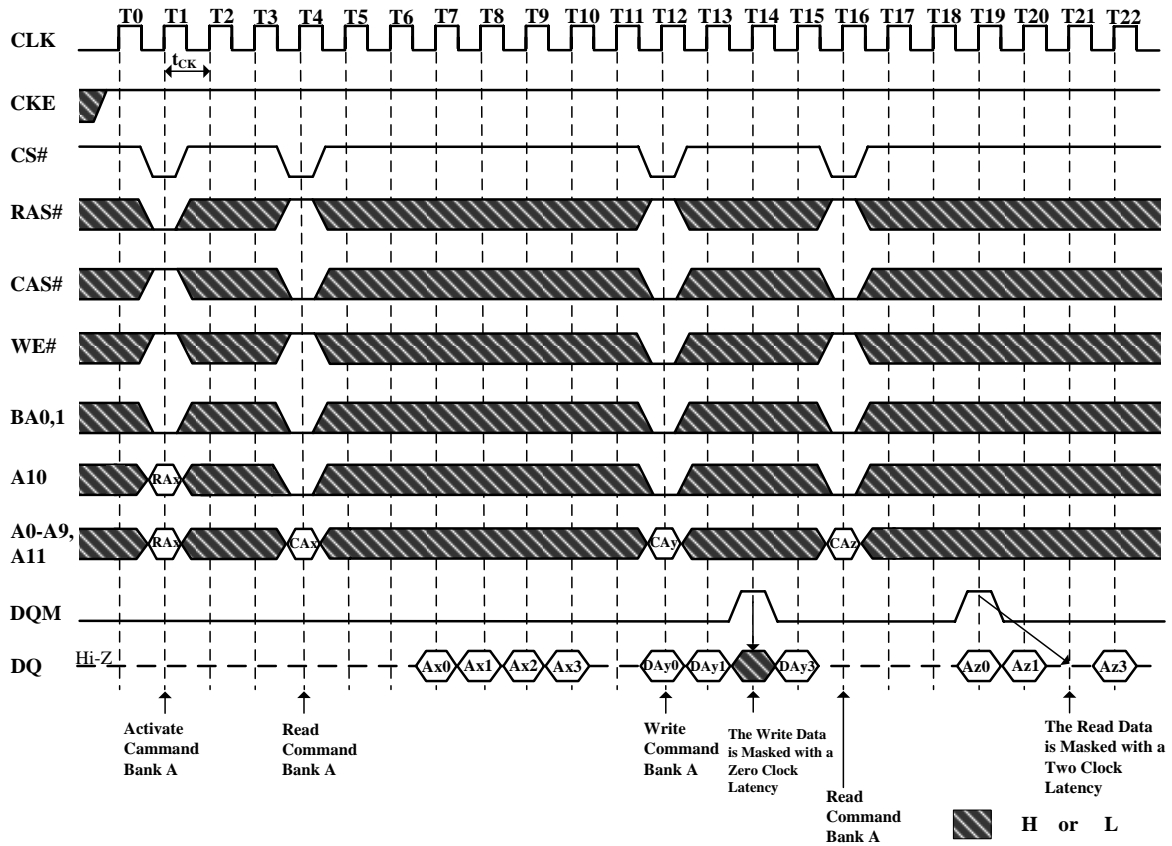 T0 T1 T2 T3 T4 T5 T6 T7 T8 T9 T10 T11 T12 T13 T14 T15 T16 T17 T18 T19 T20 T21 T22
CLK
tCK
CKE
CS#
RAS#
CAS#
WE#
BA0,1
A10 RAx
A0-A9,
A11
RAx CAx CAy CAz
DQM
DQ Hi-Z Ax0 Ax1 Ax2 Ax3 DAy0 DAy1 DAy3 Az0 Az1 Az3
Activate
Cammand
Bank A
Read
Command
Bank A
Write
Command
Bank A
The Write Data
is Masked with a
Zero Clock
Latency
Read
Command
Bank A
The Read Data
is Masked with a
Two Clock
Latency
H or L